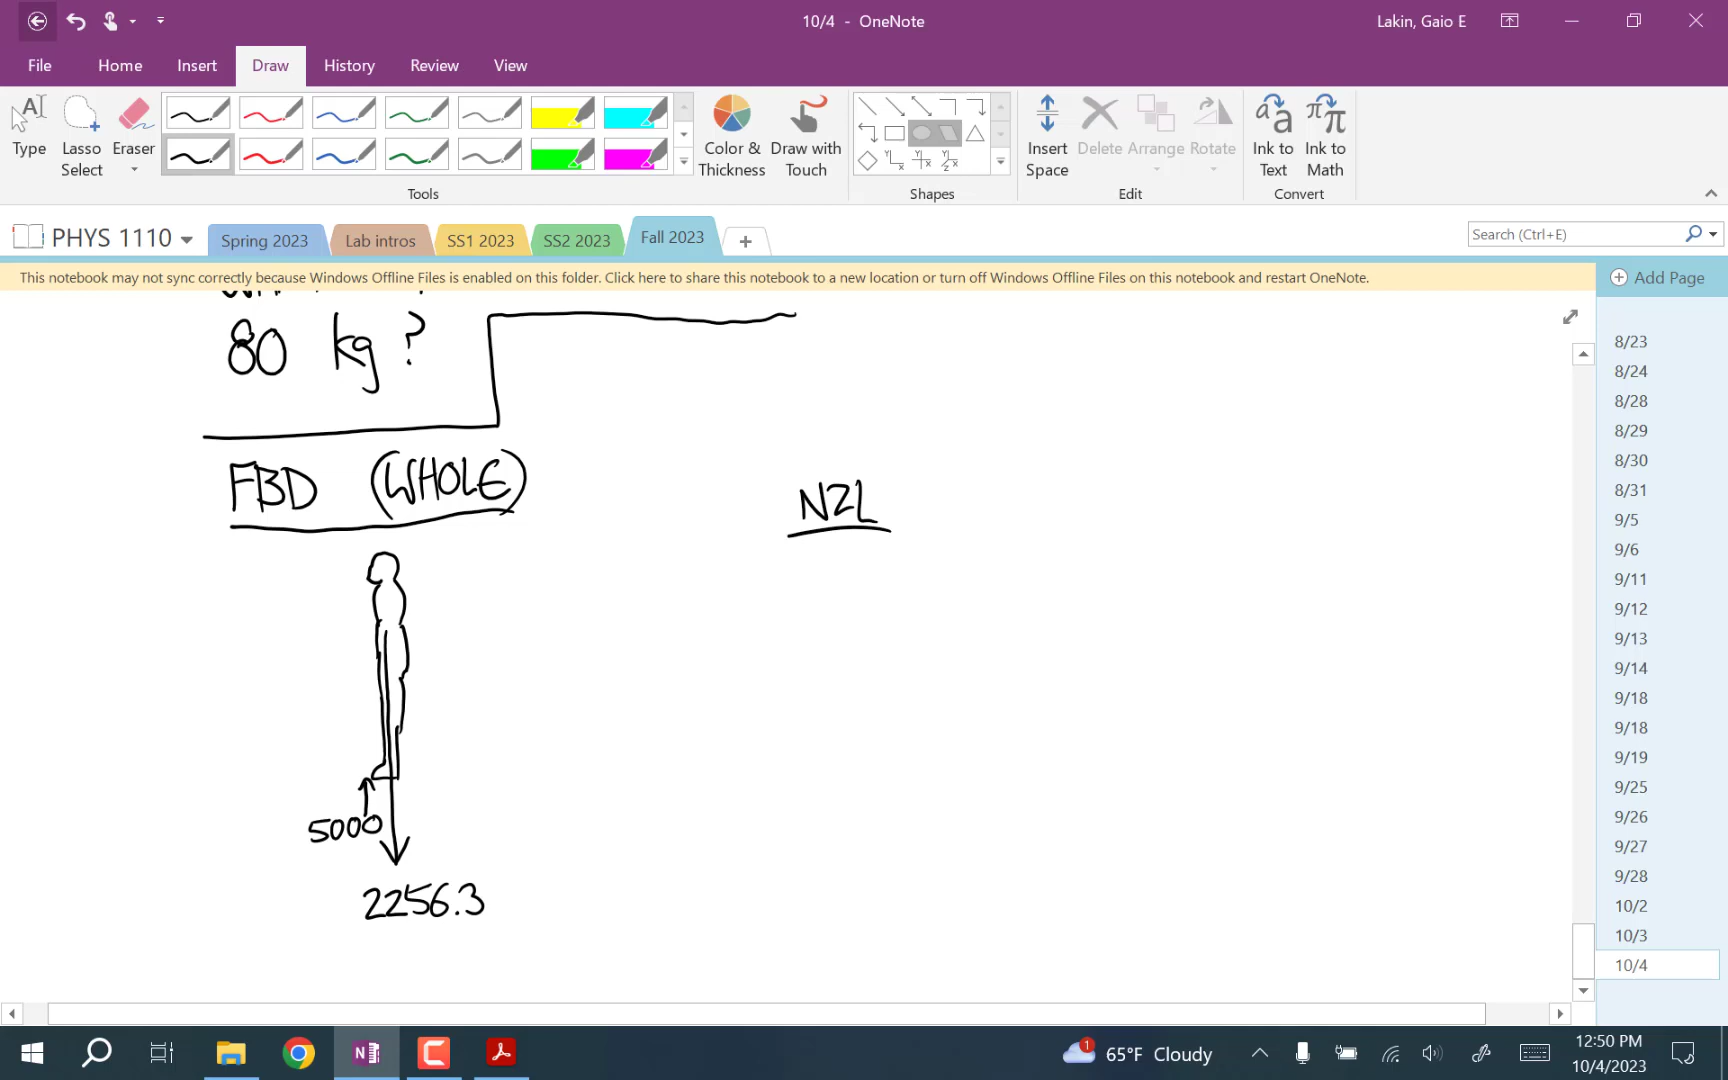 10/4 - OneNote
Lakin, Gaio E
File Home Insert Draw History Review View
Type
Lasso Select
Eraser
Color & Thickness
Draw with Touch
Insert Space
Delete Arrange Rotate
Ink to Text
Ink to Math
Tools Shapes Edit Convert
PHYS 1110 Spring 2023 Lab intros SS1 2023 SS2 2023 Fall 2023 +
Search (Ctrl+E)
This notebook may not sync correctly because Windows Offline Files is enabled on this folder. Click here to share this notebook to a new location or turn off Windows Offline Files on this notebook and restart OneNote.
Add Page
80 kg ?
FBD (WHOLE)
N2L
5000
2256.3
8/23
8/24
8/28
8/29
8/30
8/31
9/5
9/6
9/11
9/12
9/13
9/14
9/18
9/18
9/19
9/25
9/26
9/27
9/28
10/2
10/3
10/4
1
65°F Cloudy
12:50 PM
10/4/2023